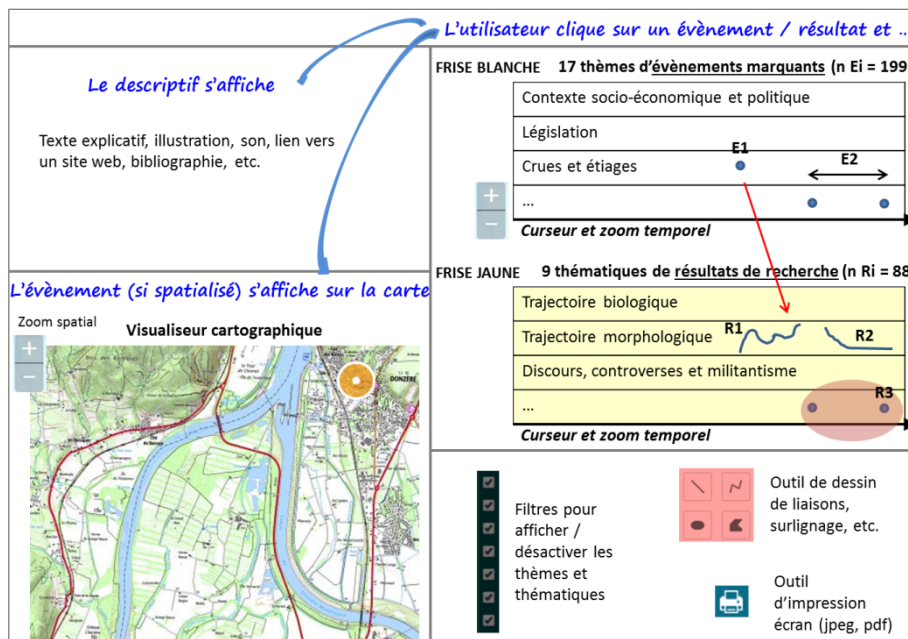 L'utilisateur clique sur un évènement / résultat et ..
Le descriptif s'affiche
Texte explicatif, illustration, son, lien vers
un site web, bibliographie, etc.
FRISE BLANCHE 17 thèmes d'évènements marquants (n Ei = 199
Contexte socio-économique et politique
Législation
E1
Crues et étiages
E2
...
+
−
Curseur et zoom temporel
L'évènement (si spatialisé) s'affiche sur la carte
Zoom spatial
+
−
Visualiseur cartographique
DONZÈRE
FRISE JAUNE 9 thématiques de résultats de recherche (n Ri = 88
Trajectoire biologique
Trajectoire morphologique
R1
R2
Discours, controverses et militantisme
...
R3
Curseur et zoom temporel
Filtres pour
afficher /
désactiver les
thèmes et
thématiques
Outil de dessin
de liaisons,
surlignage, etc.
Outil
d'impression
écran (jpeg, pdf)